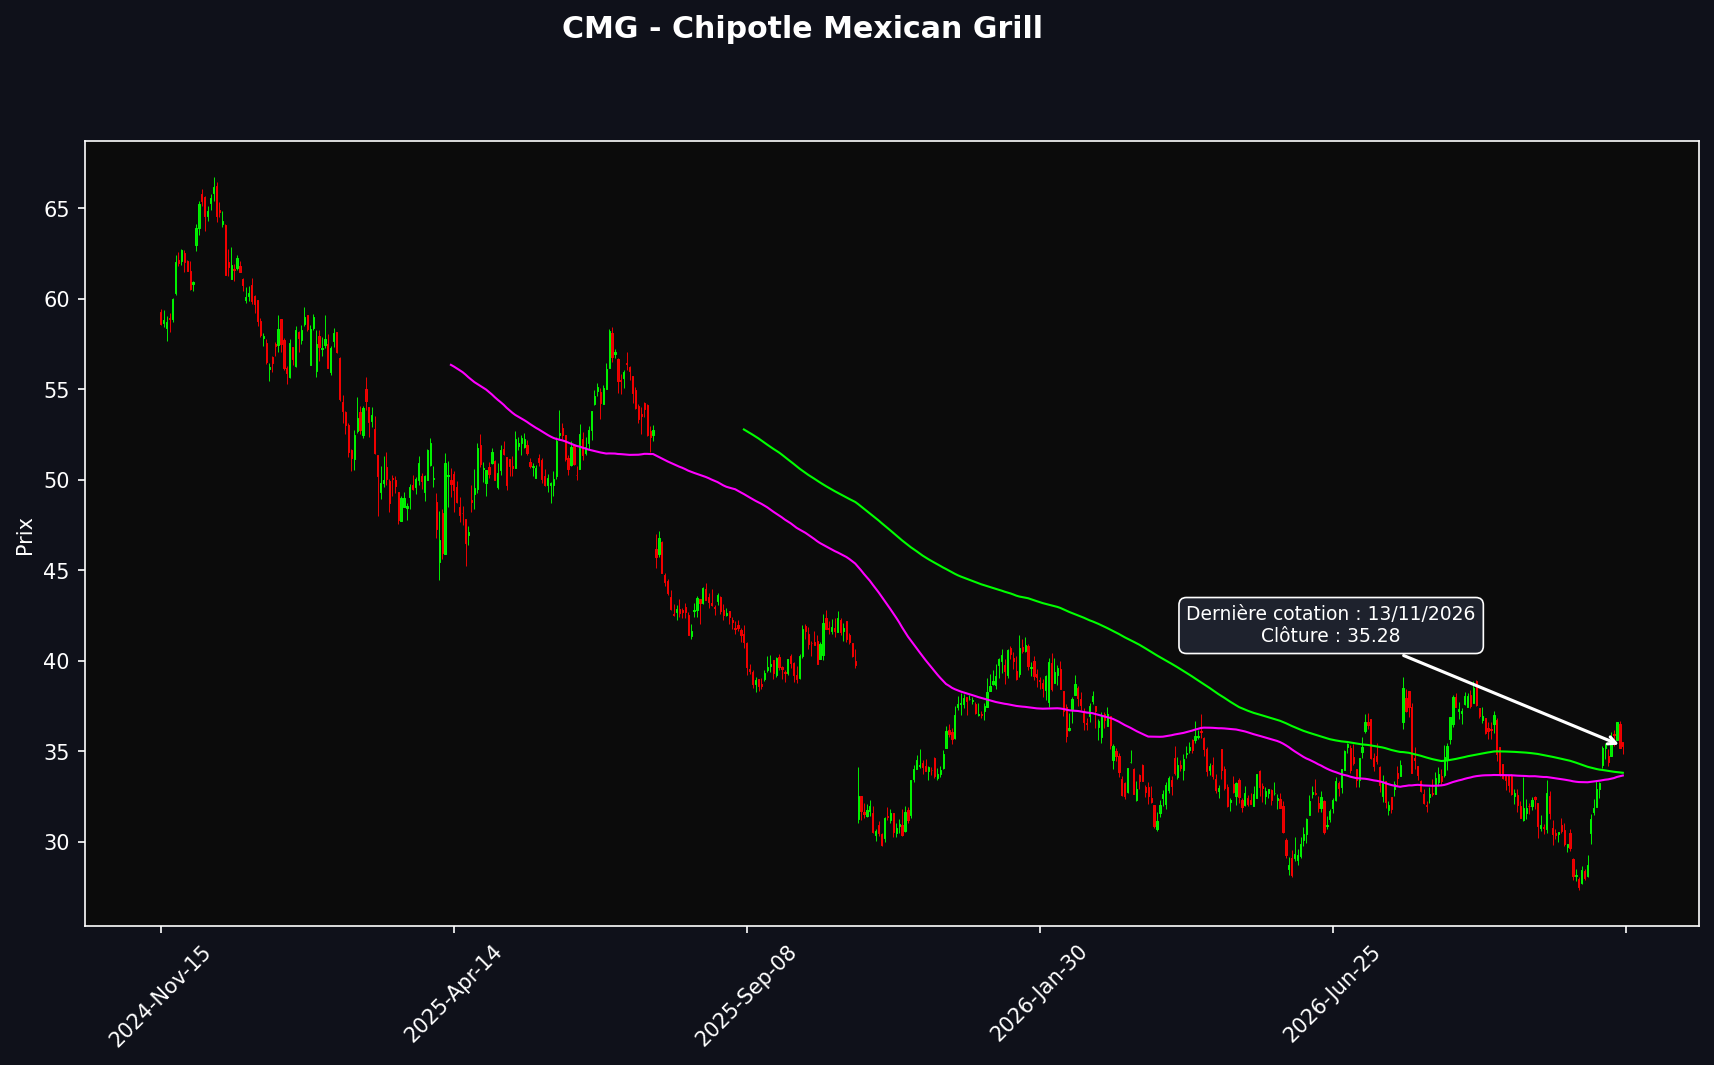 CMG - Chipotle Mexican Grill
Prix
65
60
55
50
45
40
35
30
Dernière cotation : 13/11/2026
Clôture : 35.28
2024-Nov-15
2025-Apr-14
2025-Sep-08
2026-Jan-30
2026-Jun-25